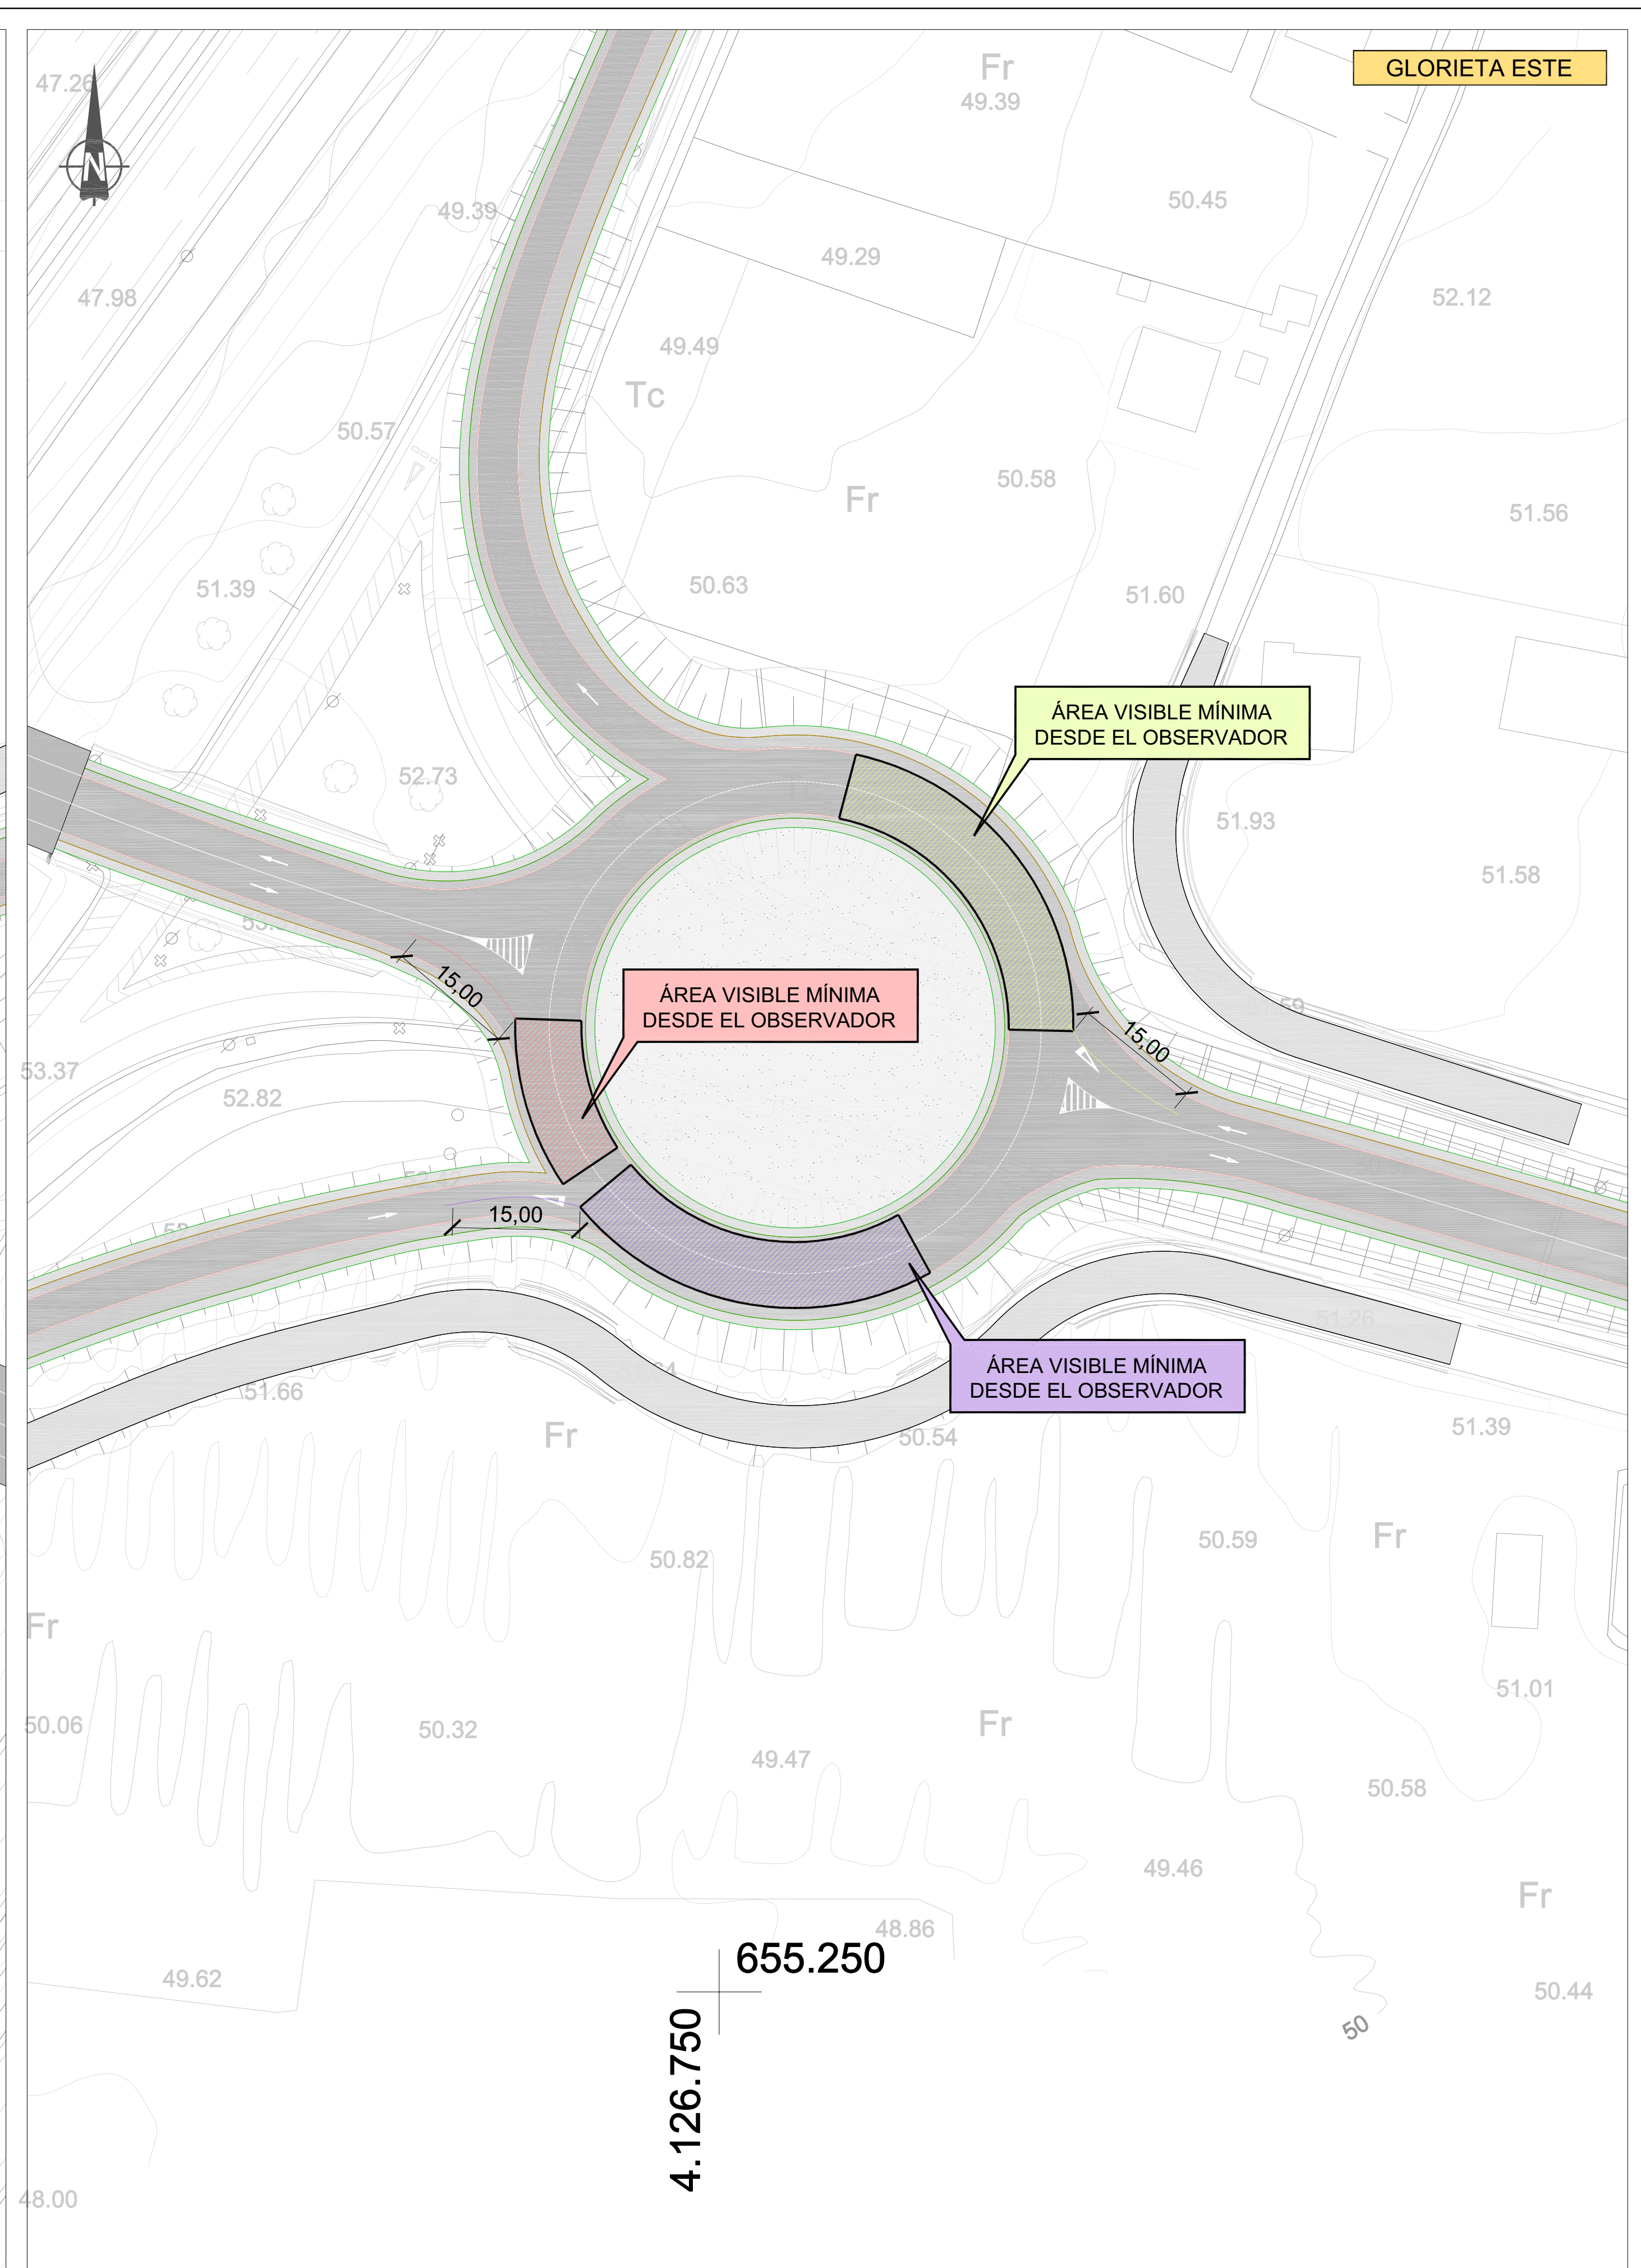 GLORIETA ESTE
47.26
Fr
49.39
N
49.39
50.45
49.29
47.98
52.12
49.49
Tc
50.57
50.58
Fr
51.56
51.39
50.63
51.60
ÁREA VISIBLE MÍNIMA
DESDE EL OBSERVADOR
52.73
51.93
51.58
15,00
ÁREA VISIBLE MÍNIMA
DESDE EL OBSERVADOR
15,00
53.37
52.82
15,00
51.26
ÁREA VISIBLE MÍNIMA
DESDE EL OBSERVADOR
51.66
Fr
50.54
51.39
50.82
50.59
Fr
Fr
51.01
50.06
50.32
Fr
49.47
50.58
49.46
Fr
48.86
655.250
49.62
50.44
50
4.126.750
48.00